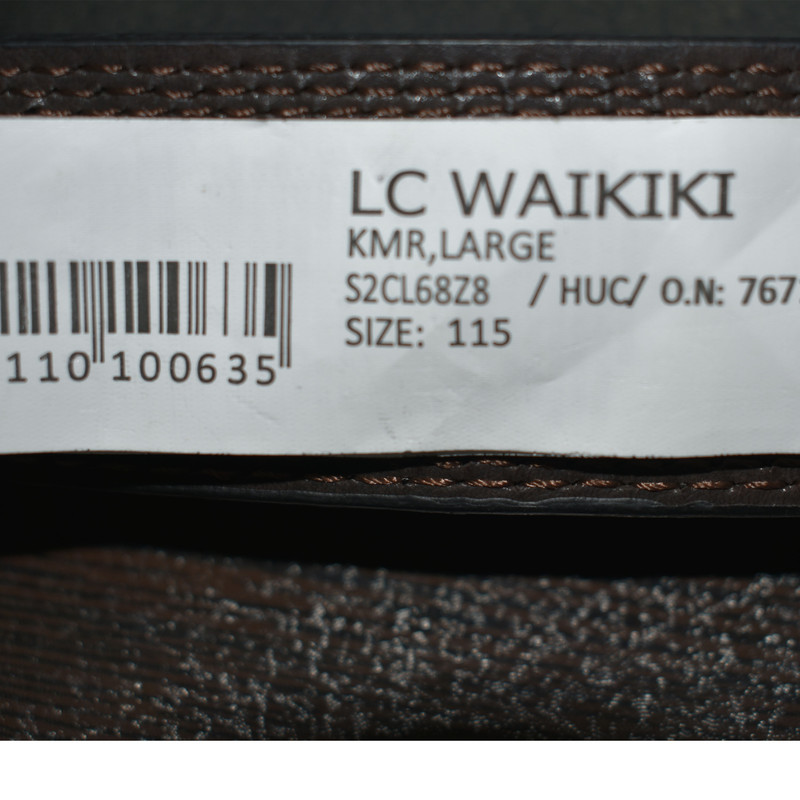 LC WAIKIKI
KMR,LARGE
S2CL68Z8 / HUC/ O.N: 767
SIZE: 115
110 100635